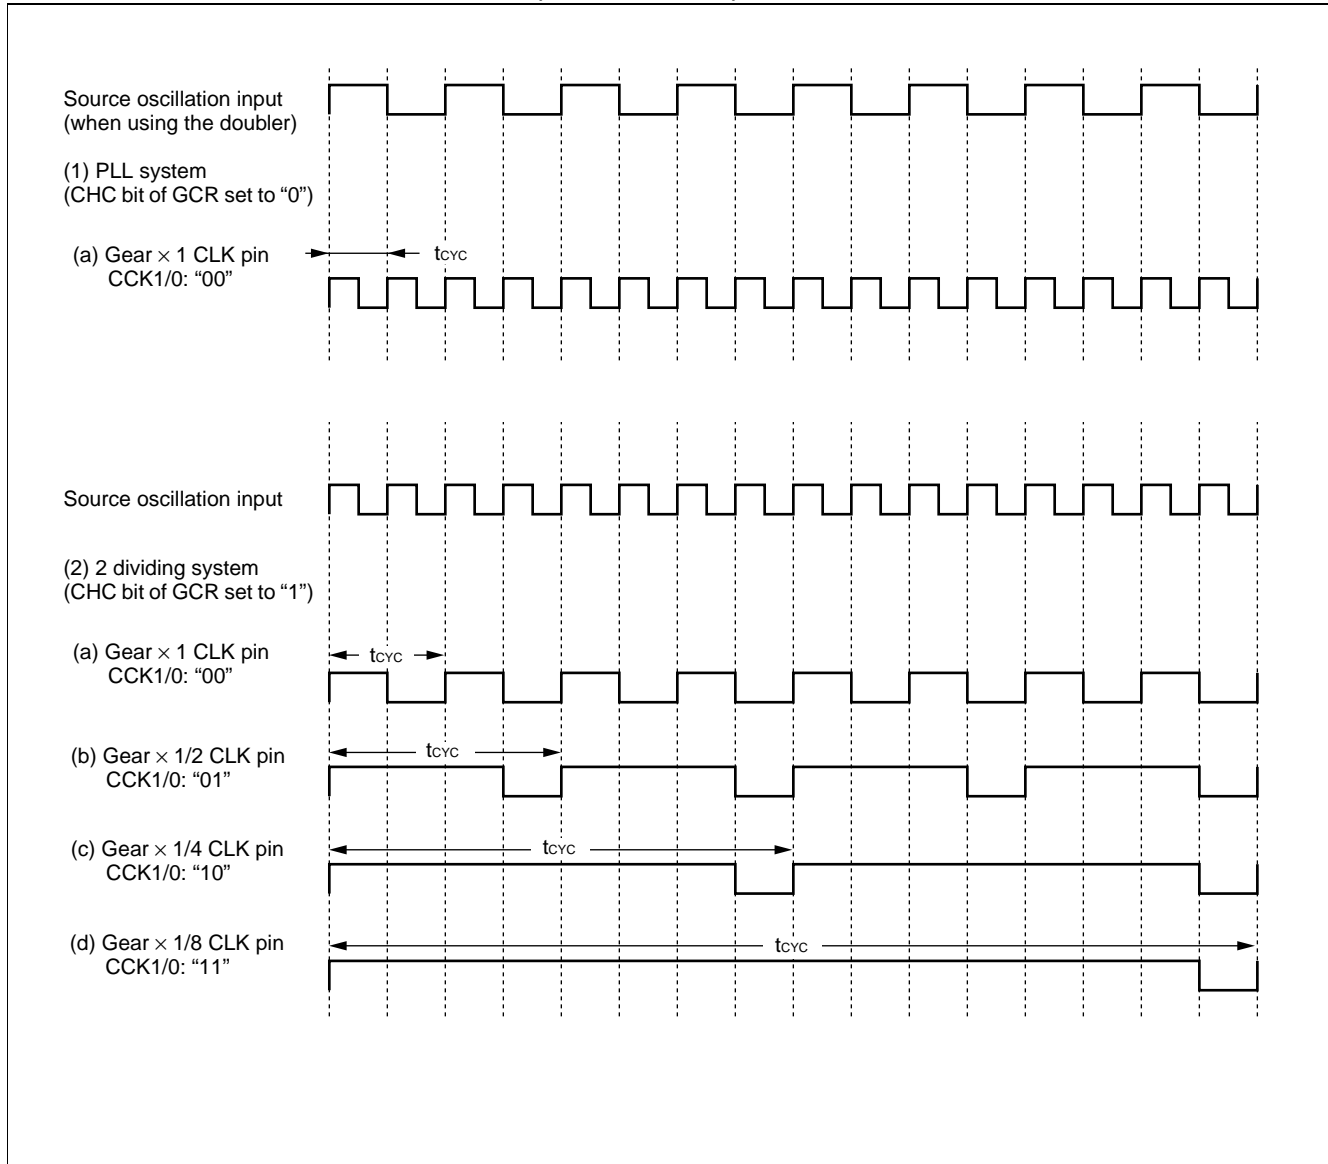 Source oscillation input
(when using the doubler)
(1) PLL system
(CHC bit of GCR set to “0”)
(a) Gear × 1 CLK pin
CCK1/0: “00”
tCYC
Source oscillation input
(2) 2 dividing system
(CHC bit of GCR set to “1”)
(a) Gear × 1 CLK pin
CCK1/0: “00”
tCYC
(b) Gear × 1/2 CLK pin
CCK1/0: “01”
tCYC
(c) Gear × 1/4 CLK pin
CCK1/0: “10”
tCYC
(d) Gear × 1/8 CLK pin
CCK1/0: “11”
tCYC